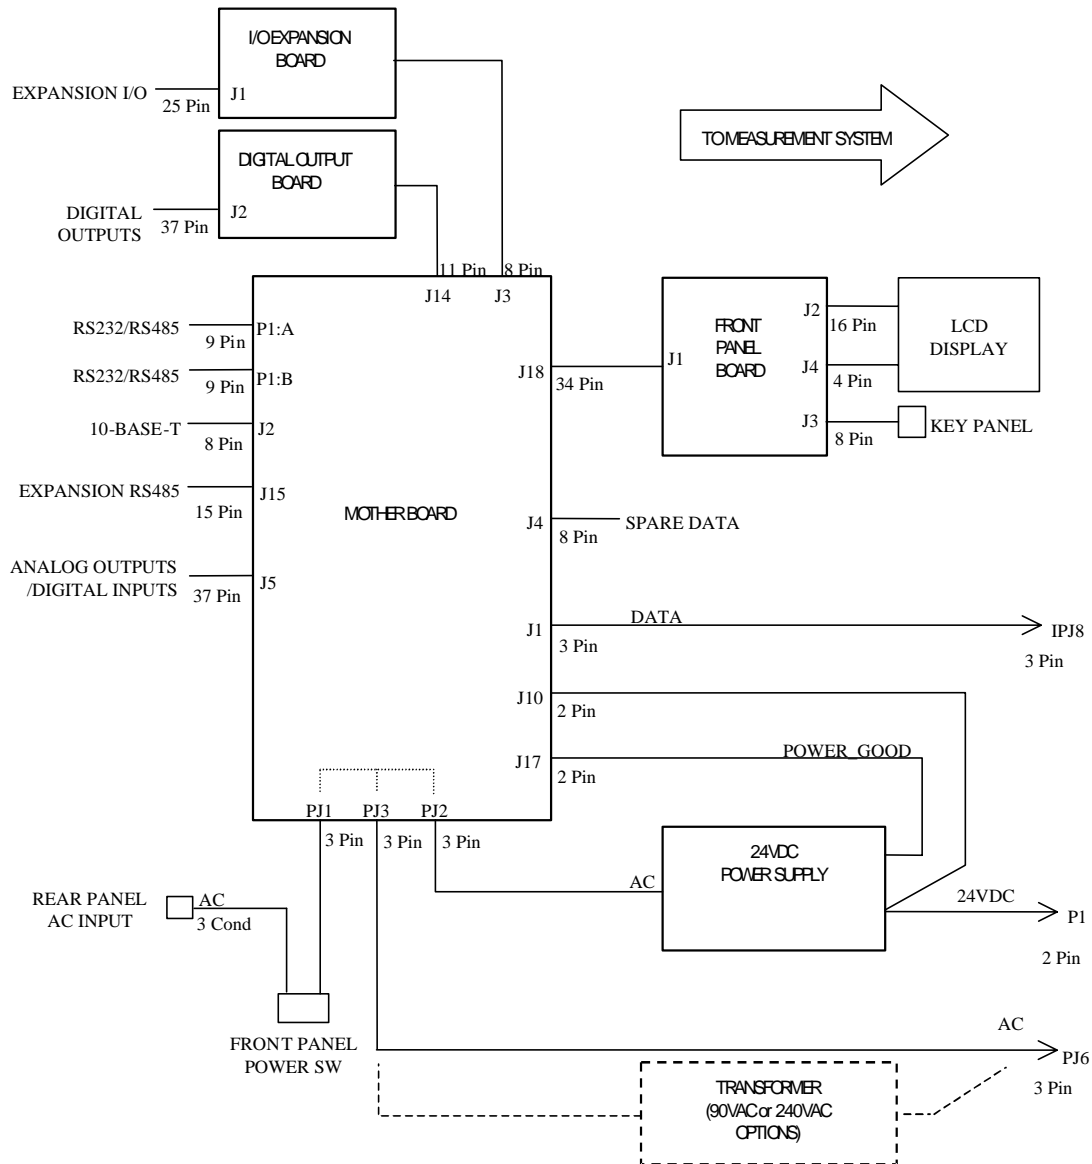 I/O EXPANSION
BOARD
J1
EXPANSION I/O
25 Pin
DIGITAL OUTPUT
BOARD
J2
DIGITAL
OUTPUTS
37 Pin
TO MEASUREMENT SYSTEM
11 Pin
8 Pin
J14
J3
RS232/RS485
9 Pin
P1:A
RS232/RS485
9 Pin
P1:B
10-BASE-T
8 Pin
J2
EXPANSION RS485
15 Pin
J15
ANALOG OUTPUTS
/DIGITAL INPUTS
37 Pin
J5
MOTHER BOARD
J18
34 Pin
J1
FRONT
PANEL
BOARD
J2
16 Pin
J4
4 Pin
J3
8 Pin
LCD
DISPLAY
KEY PANEL
J4
8 Pin
SPARE DATA
J1
3 Pin
DATA
IPJ8
3 Pin
J10
2 Pin
J17
2 Pin
POWER_GOOD
PJ1
PJ3
PJ2
3 Pin
3 Pin
3 Pin
AC
24VDC
POWER SUPPLY
24VDC
P1
2 Pin
REAR PANEL
AC INPUT
AC
3 Cond
FRONT PANEL
POWER SW
AC
PJ6
3 Pin
TRANSFORMER
(90VAC or 240VAC
OPTIONS)